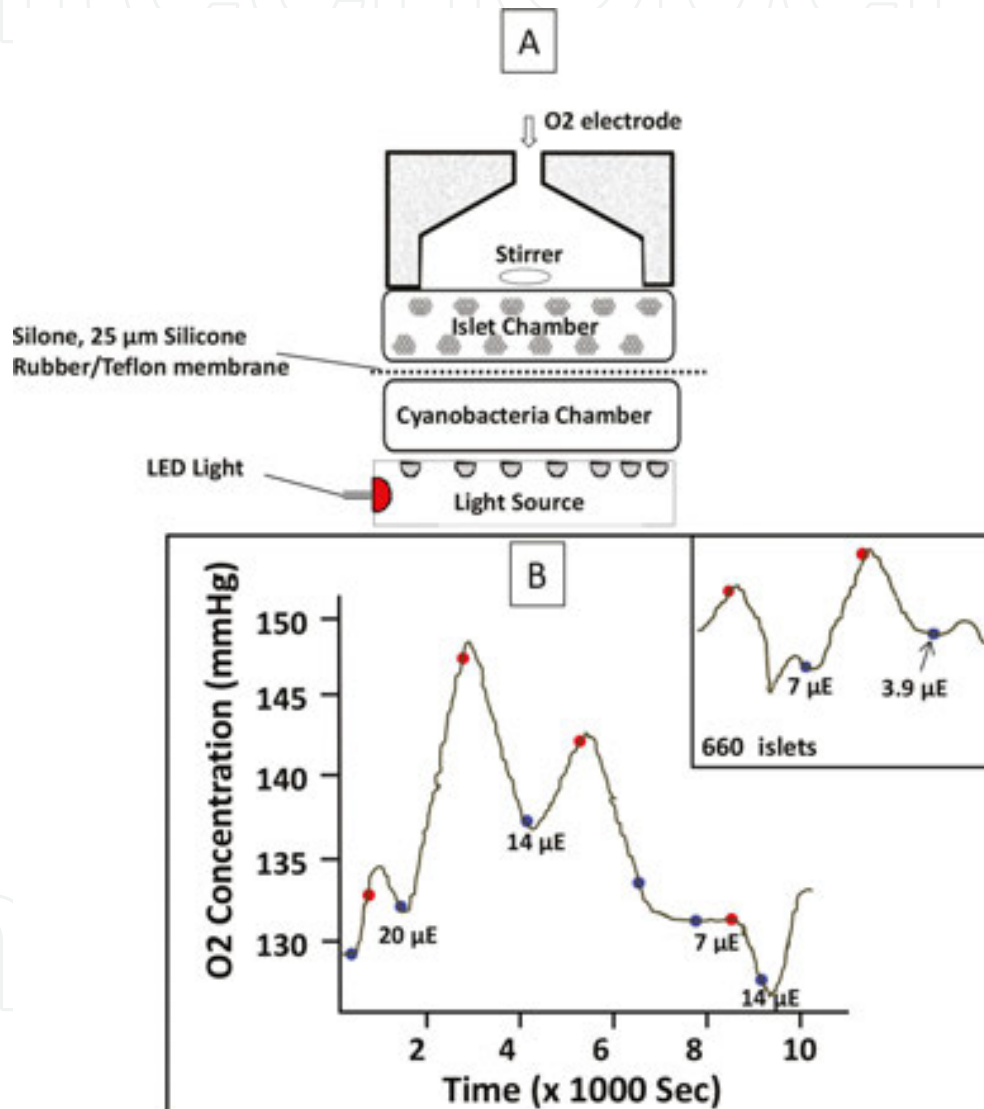 A
O2 electrode
Stirrer
Islet Chamber
Silone, 25 µm Silicone
Rubber/Teflon membrane
Cyanobacteria Chamber
LED Light
Light Source
B
O2 Concentration (mmHg)
150
145
140
135
130
20 µE
14 µE
7 µE
14 µE
2 4 6 8 10
Time (x 1000 Sec)
7 µE
3.9 µE
660 islets